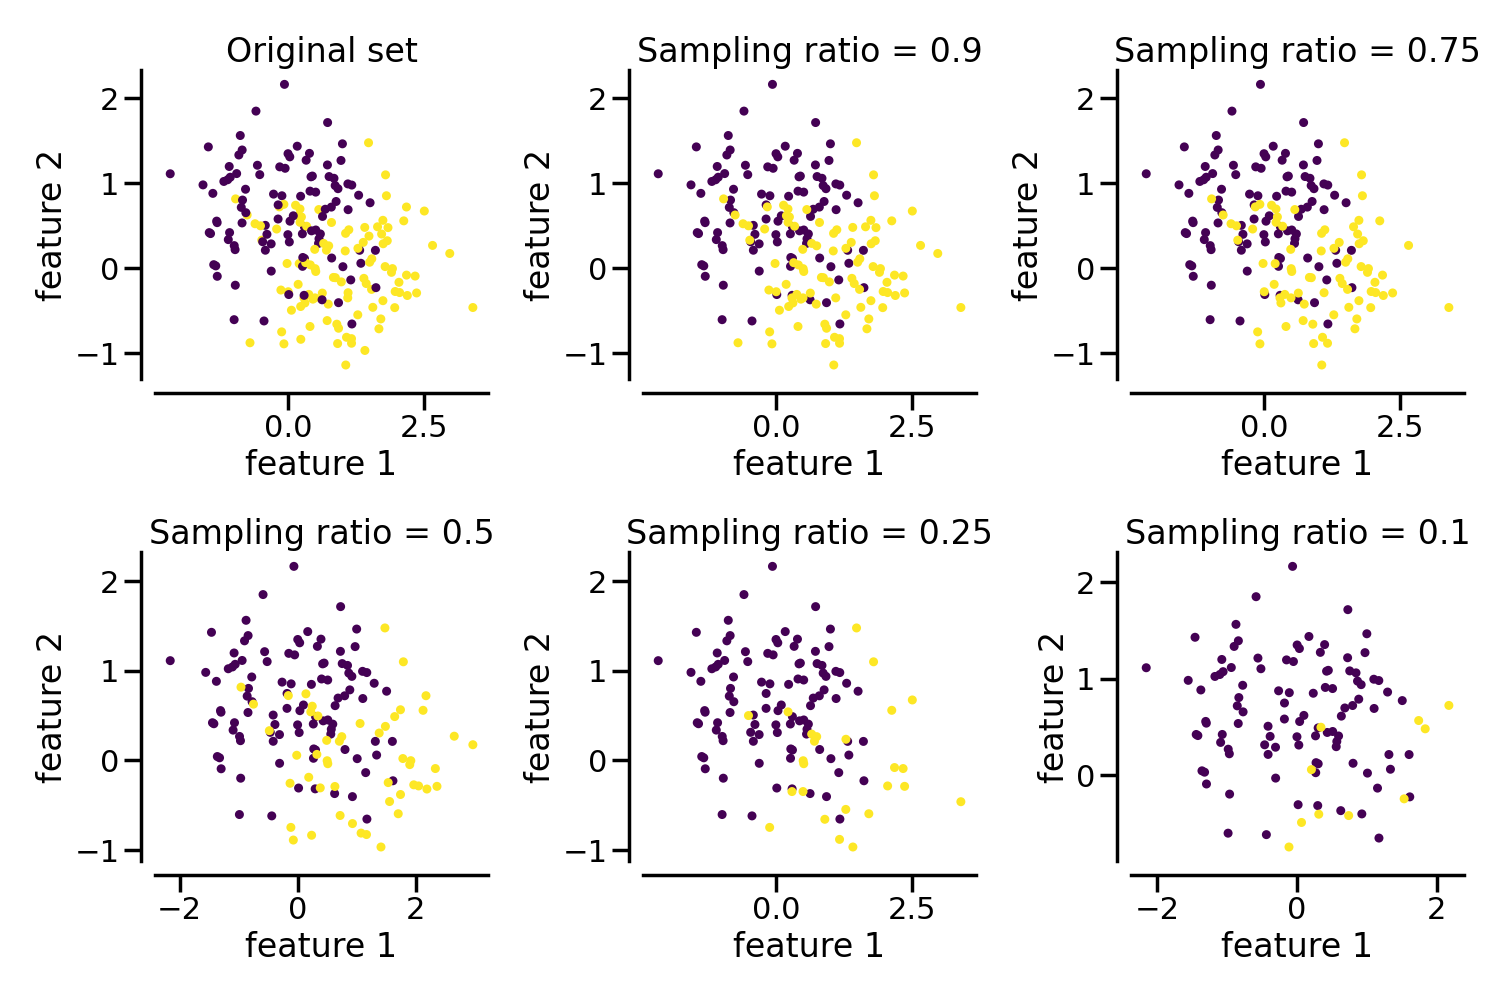 Original set
2
1
0
−1
feature 2
0.0 2.5
feature 1
Sampling ratio = 0.9
2
1
0
−1
feature 2
0.0 2.5
feature 1
Sampling ratio = 0.75
2
1
0
−1
feature 2
0.0 2.5
feature 1
Sampling ratio = 0.5
2
1
0
−1
feature 2
−2 0 2
feature 1
Sampling ratio = 0.25
2
1
0
−1
feature 2
0.0 2.5
feature 1
Sampling ratio = 0.1
2
1
0
feature 2
−2 0 2
feature 1